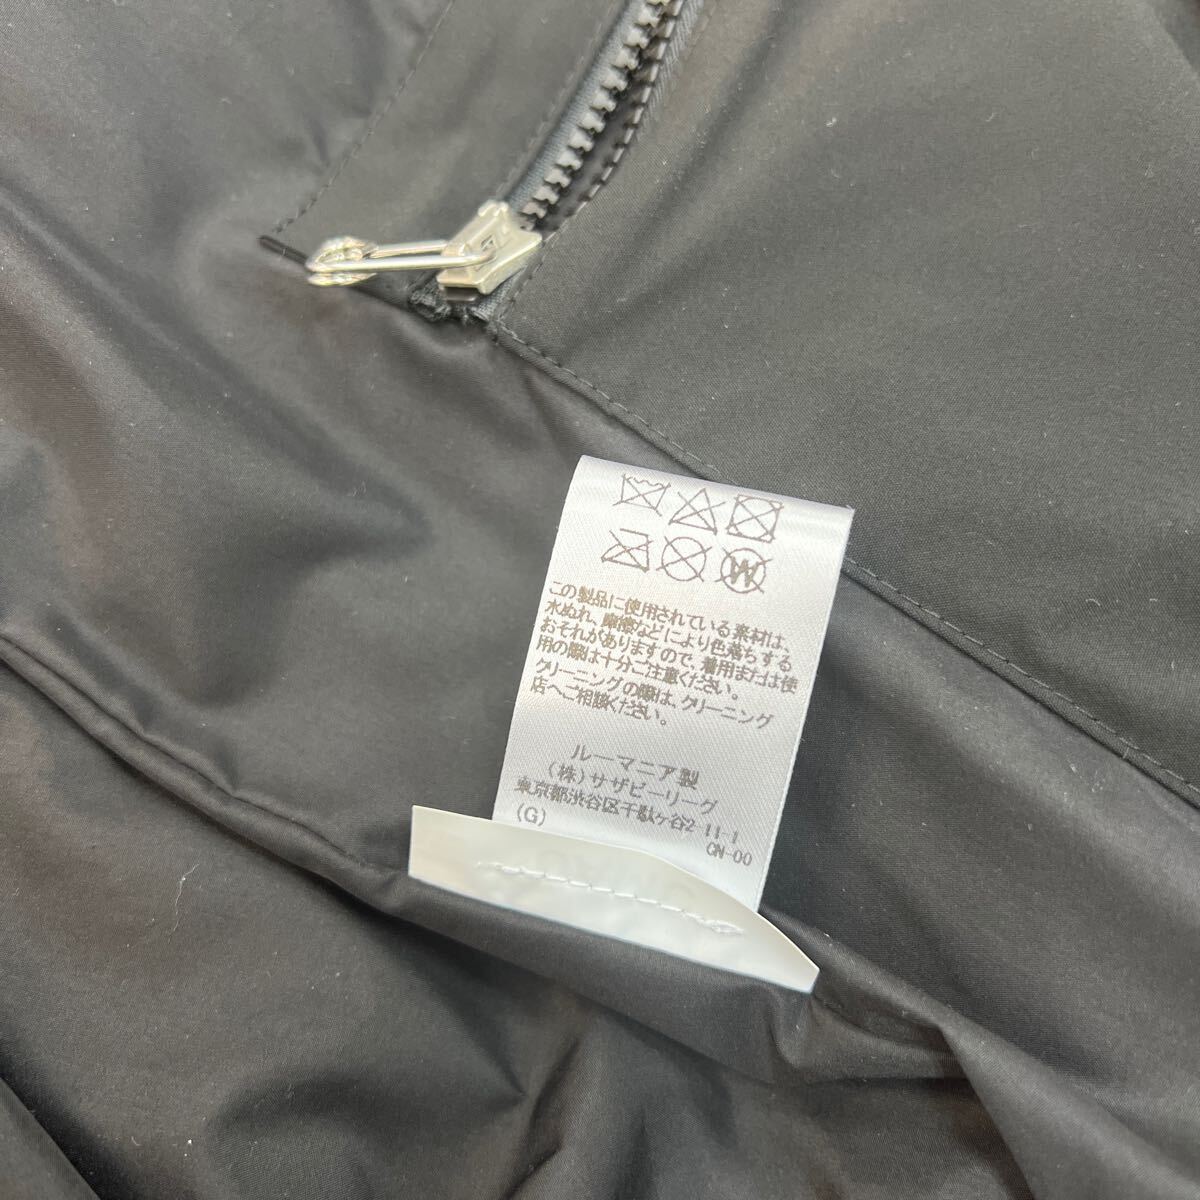 W
この製品に使用されている素材は、
水ぬれ、摩擦などにより色落ちする
おそれがありますので、着用または使
用の際は十分ご注意ください。
クリーニングの際は、クリーニング
店へご相談ください。
ルーマニア製
(株)サザビーリーグ
東京都渋谷区千駄ヶ谷2-11-1
(G)
CN-00